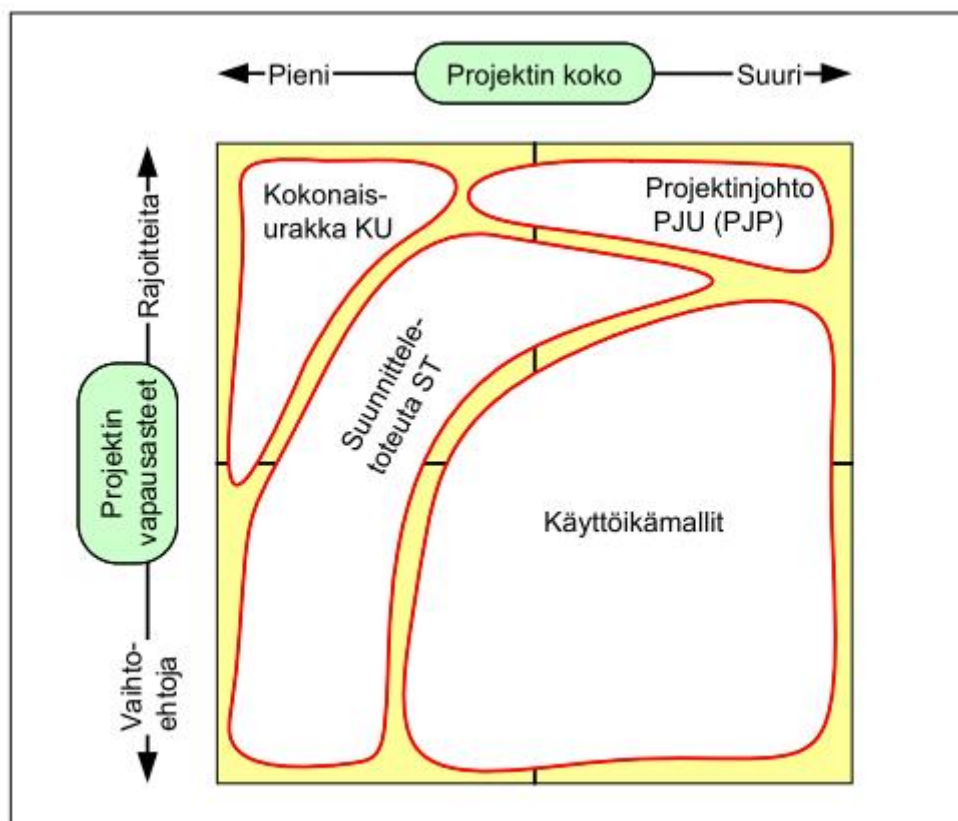 Pieni
Projektin koko
Suuri
Rajoitteita
Projektin
vapausasteet
Vaihto-
ehtoja
Kokonais-
urakka KU
Projektinjohto
PJU (PJP)
Suunnittele-
toteuta ST
Käyttöikämallit